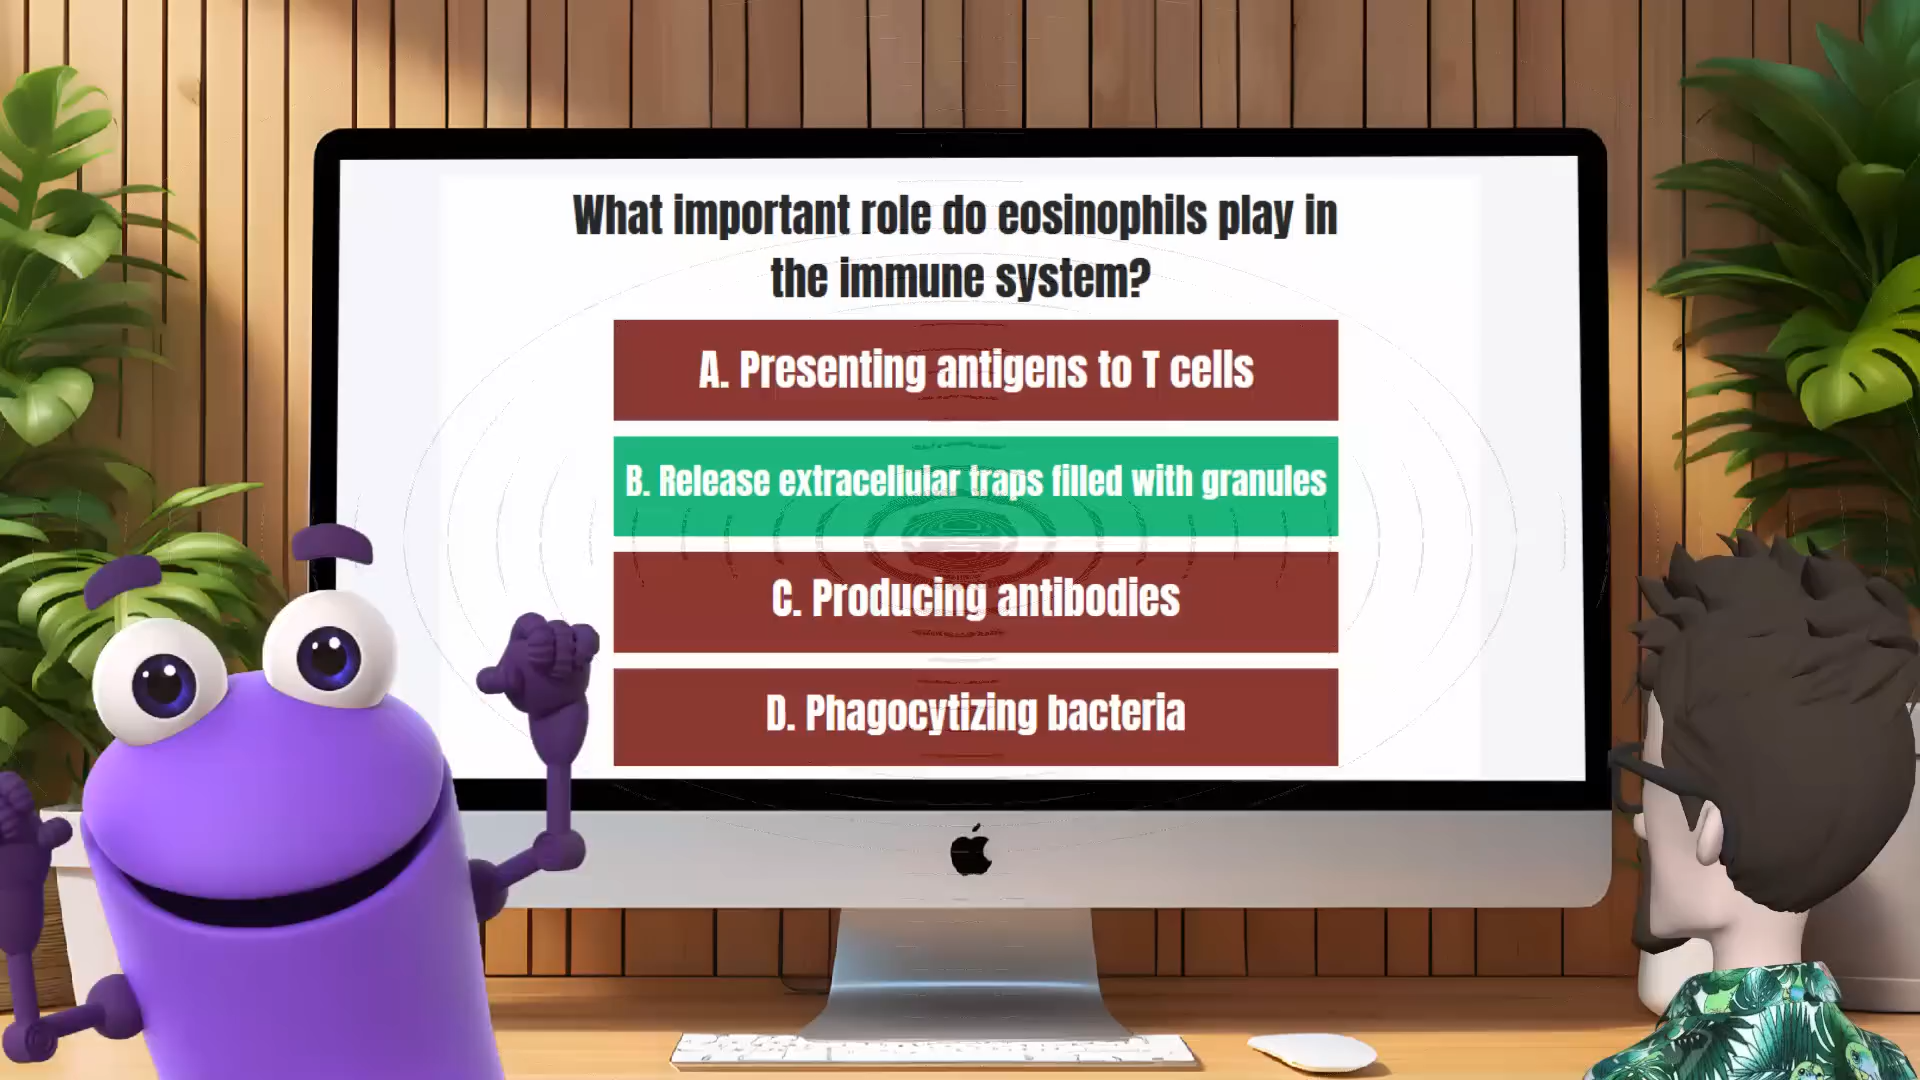 What important role do eosinophils play in
the immune system?
A. Presenting antigens to T cells
B. Release extracellular traps filled with granules
C. Producing antibodies
D. Phagocytizing bacteria